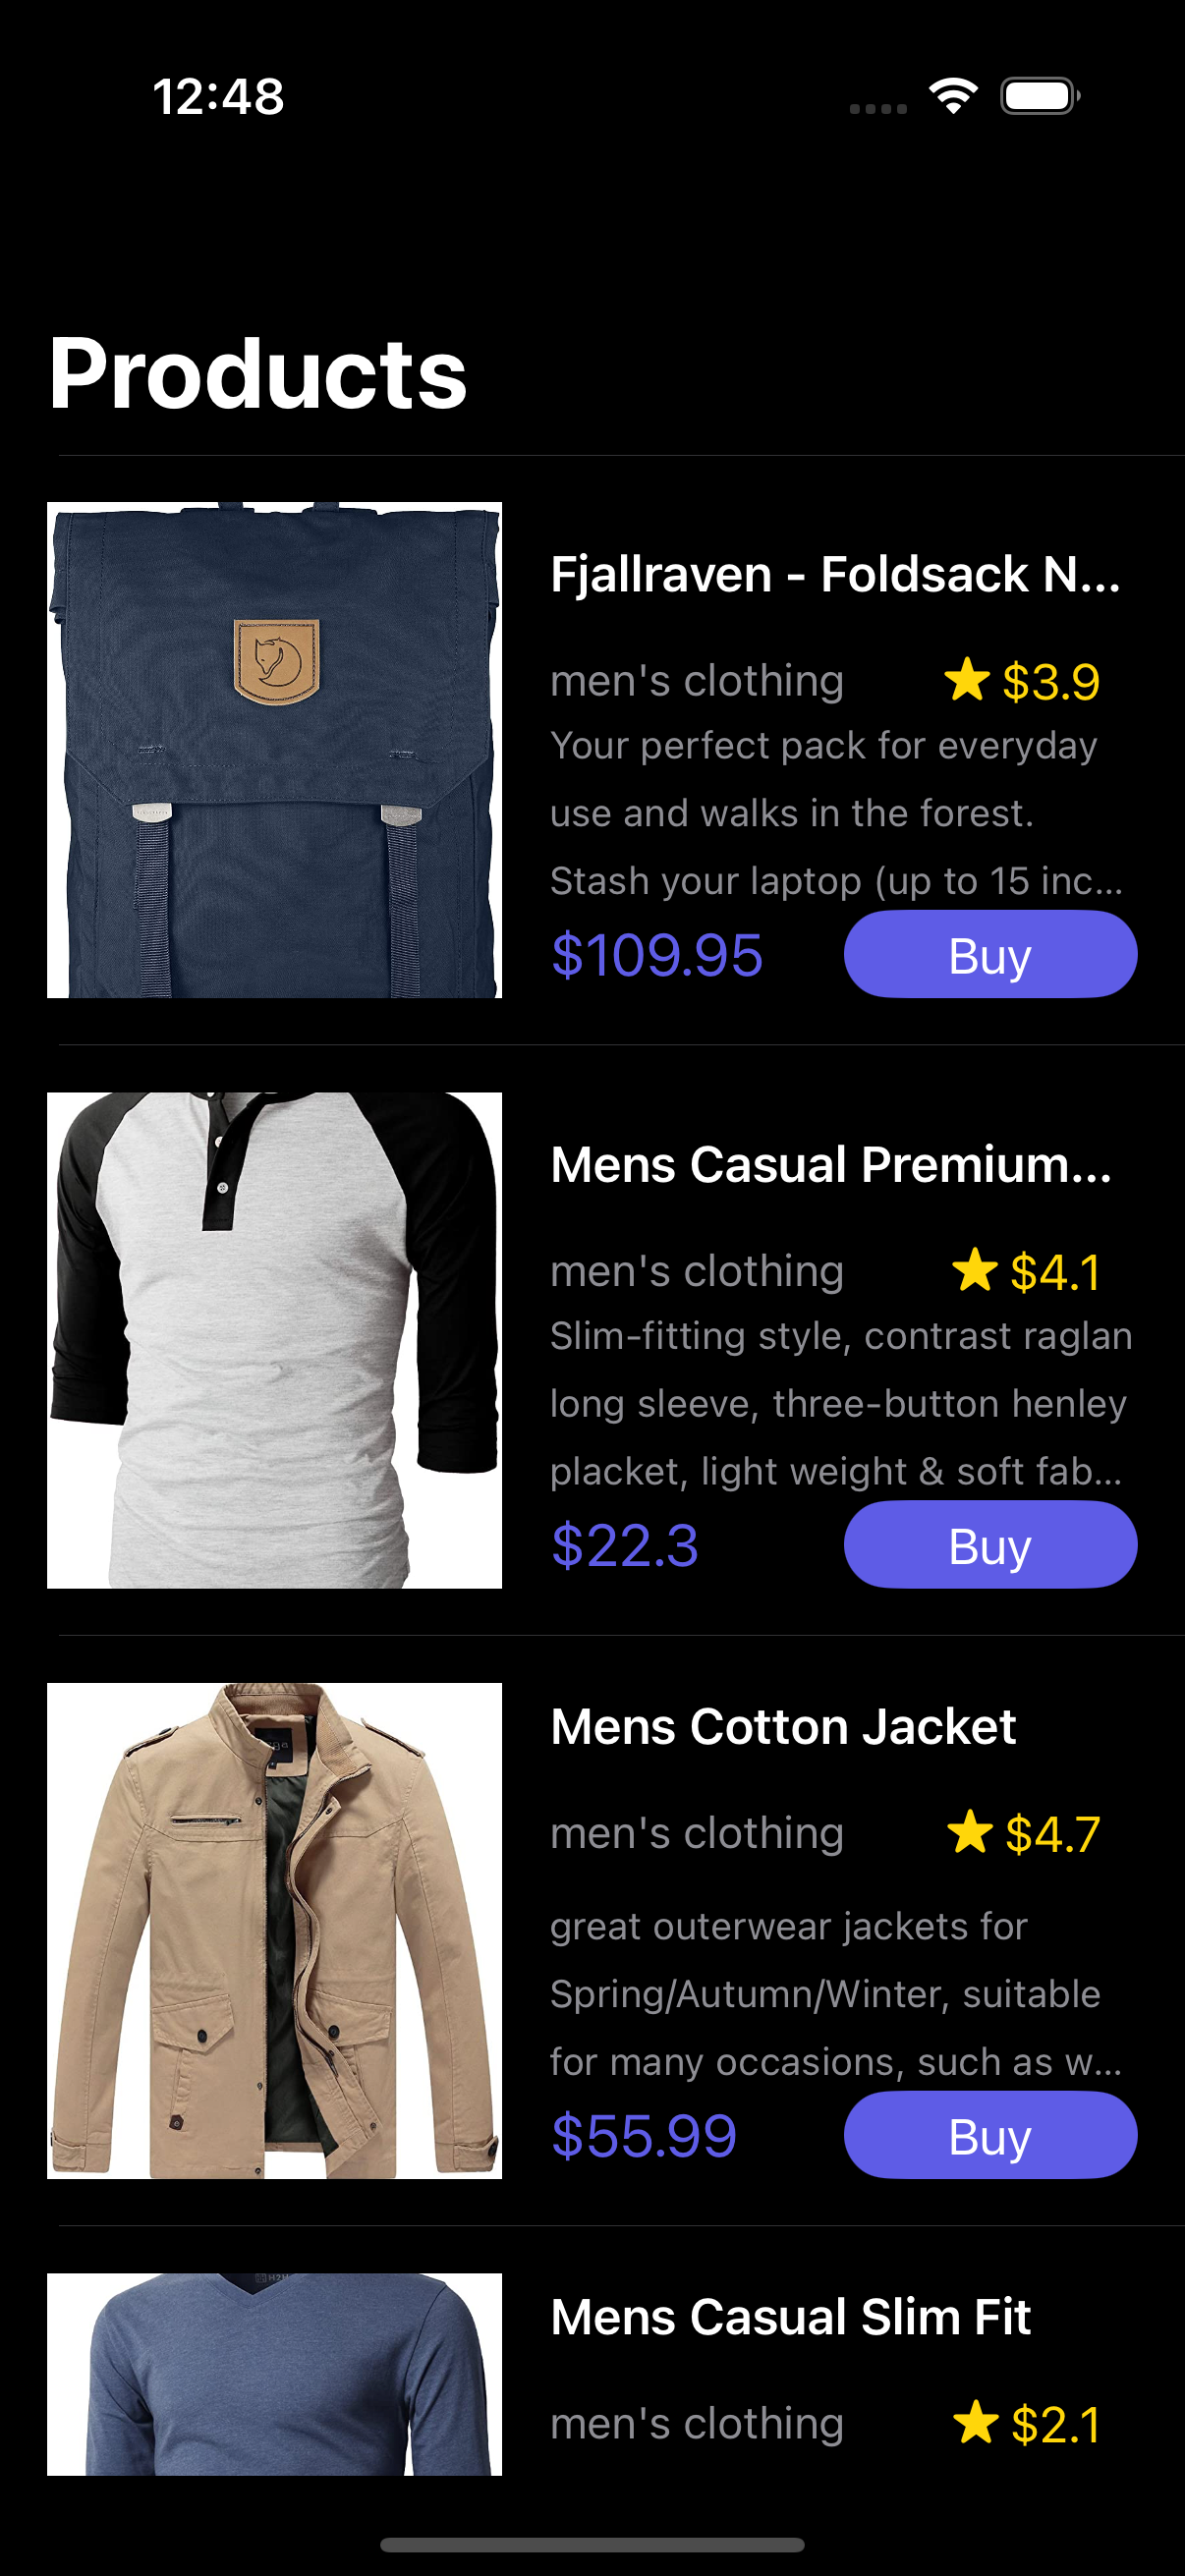 12:48
Products
Fjallraven - Foldsack N...
men's clothing ★ $3.9
Your perfect pack for everyday
use and walks in the forest.
Stash your laptop (up to 15 inc...
$109.95 Buy
Mens Casual Premium...
men's clothing ★ $4.1
Slim-fitting style, contrast raglan
long sleeve, three-button henley
placket, light weight & soft fab...
$22.3 Buy
Mens Cotton Jacket
men's clothing ★ $4.7
great outerwear jackets for
Spring/Autumn/Winter, suitable
for many occasions, such as w...
$55.99 Buy
Mens Casual Slim Fit
men's clothing ★ $2.1